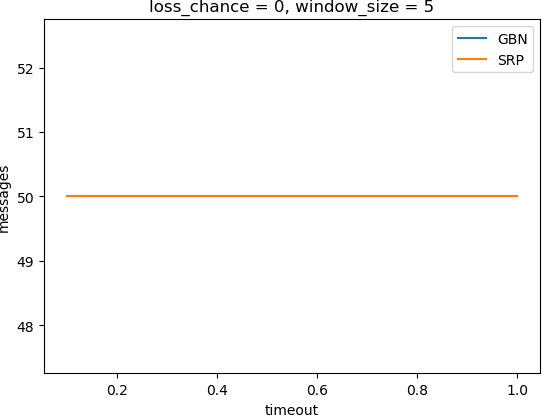 loss_chance = 0, window_size = 5
GBN
SRP
52
51
50
49
48
messages
0.2
0.4
0.6
0.8
1.0
timeout